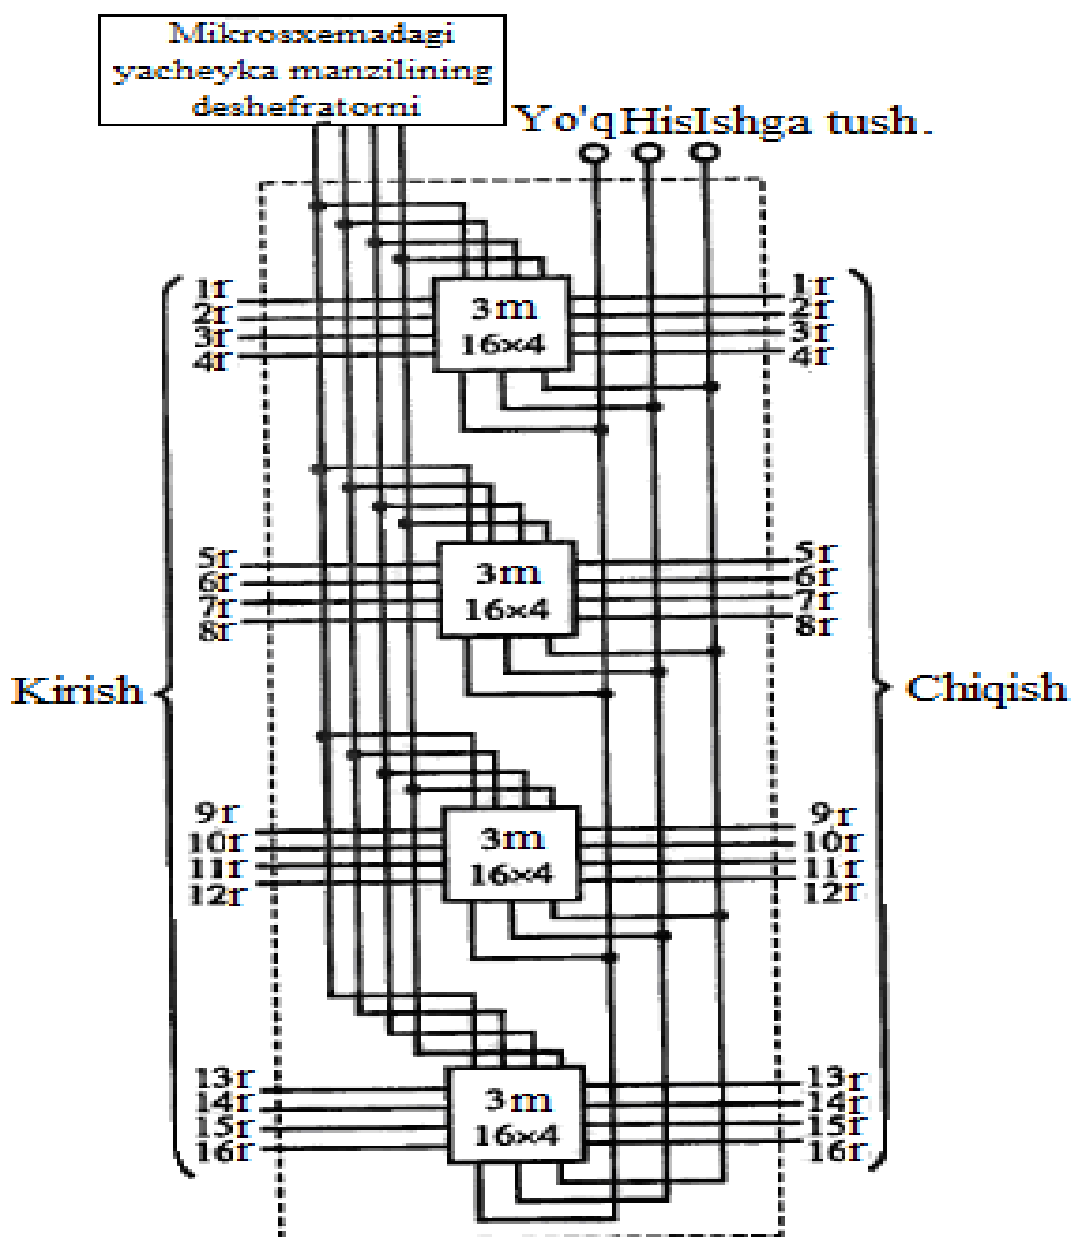 Mikrosxemadagi
yacheyka manzilining
deshefratorni
Yo'q His Ishga tush.
1r
2r
3r
4r
3m
16×4
1r
2r
3r
4r
5r
6r
7r
8r
3m
16×4
5r
6r
7r
8r
Kirish
Chiqish
9r
10r
11r
12r
3m
16×4
9r
10r
11r
12r
13r
14r
15r
16r
3m
16×4
13r
14r
15r
16r